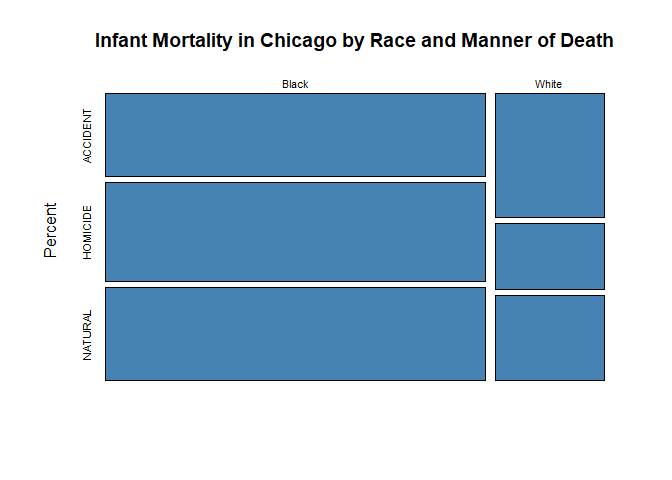 Infant Mortality in Chicago by Race and Manner of Death
Black
White
ACCIDENT
HOMICIDE
NATURAL
Percent